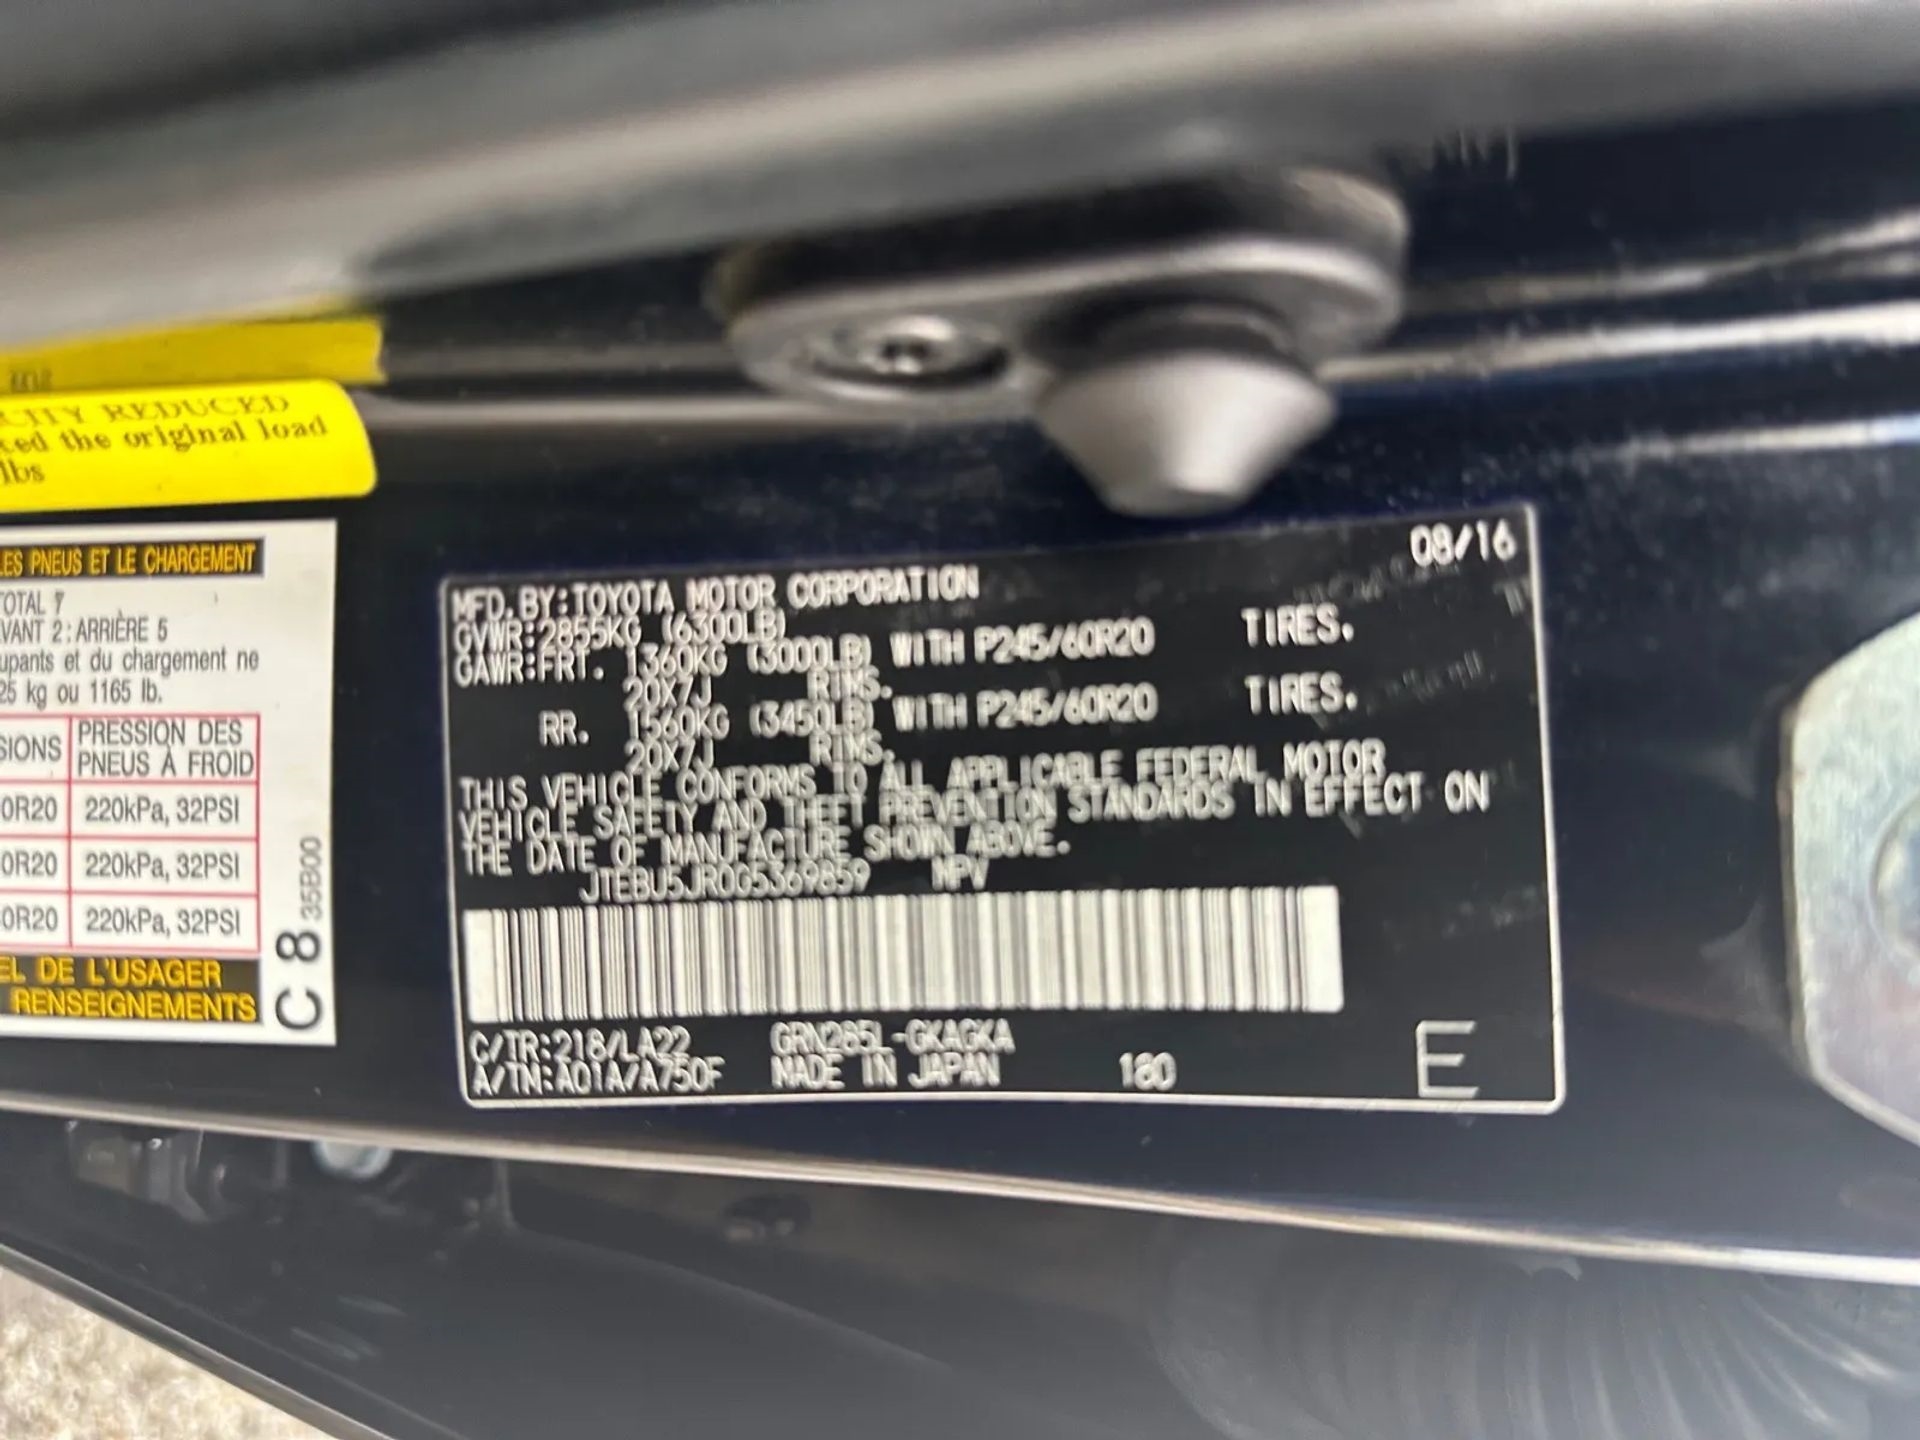 CITY REDUCED
the original load
lbs
LES PNEUS ET LE CHARGEMENT
TOTAL 7
AVANT 2: ARRIÈRE 5
upants et du chargement ne
25 kg ou 1165 lb.
SIONS PRESSION DES
PNEUS À FROID
0R20 220kPa, 32PSI
0R20 220kPa, 32PSI
0R20 220kPa, 32PSI
EL DE L'USAGER
RENSEIGNEMENTS
C 8 35B00
08/16
MFD. BY: TOYOTA MOTOR CORPORATION
GVWR: 2855KG (6300LB)
GAWR: FRT. 1360KG (3000LB) WITH P245/60R20 TIRES.
20X7J RIMS.
RR. 1560KG (3450LB) WITH P245/60R20 TIRES.
20X7J RIMS.
THIS VEHICLE CONFORMS TO ALL APPLICABLE FEDERAL MOTOR
VEHICLE SAFETY AND THEFT PREVENTION STANDARDS IN EFFECT ON
THE DATE OF MANUFACTURE SHOWN ABOVE.
JTEBU5JR0G5369859 MPV
C/TR: 218/LA22 GRN285L-GKAGKA
A/TM: A01A/A750F MADE IN JAPAN 180 E